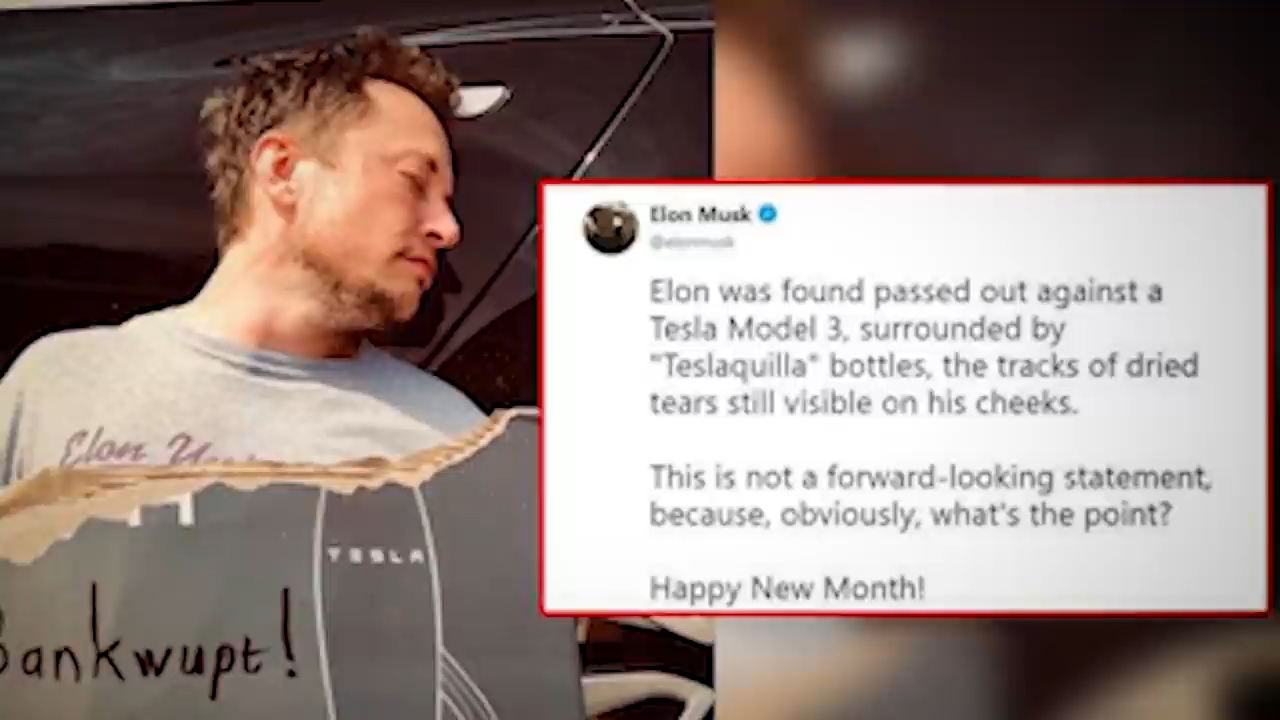 Elon
TESLA
Bankwupt!
Elon Musk
@elonmusk
Elon was found passed out against a
Tesla Model 3, surrounded by
"Teslaquilla" bottles, the tracks of dried
tears still visible on his cheeks.
This is not a forward-looking statement,
because, obviously, what's the point?
Happy New Month!